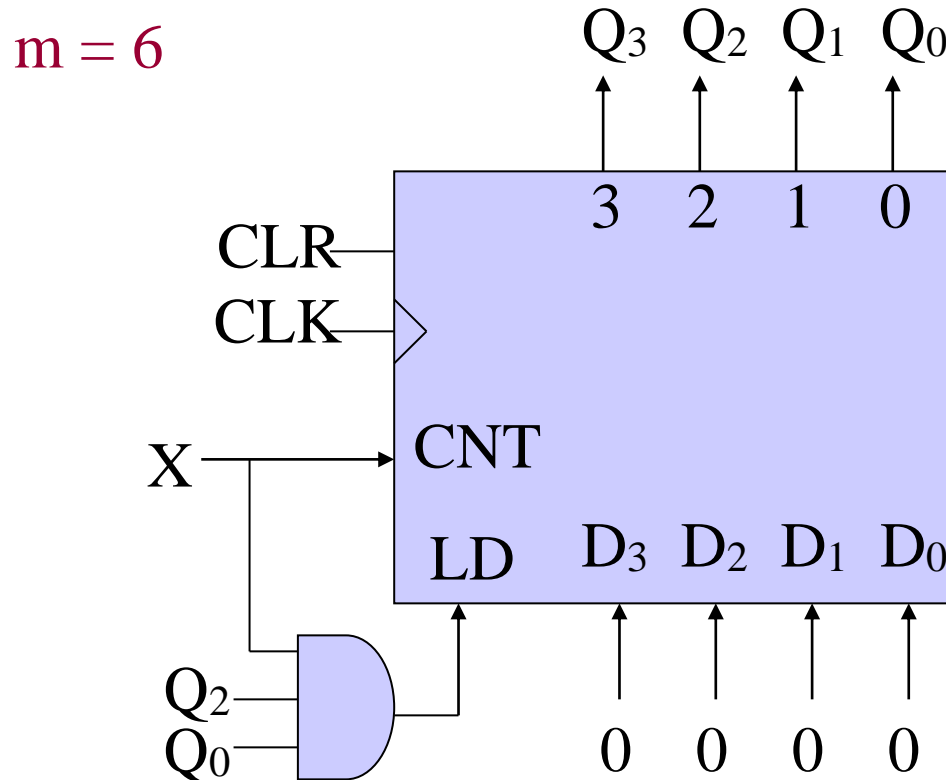 m = 6
Q3 Q2 Q1 Q0
3 2 1 0
CLR
CLK
X
CNT
LD D3 D2 D1 D0
Q2
Q0
0 0 0 0